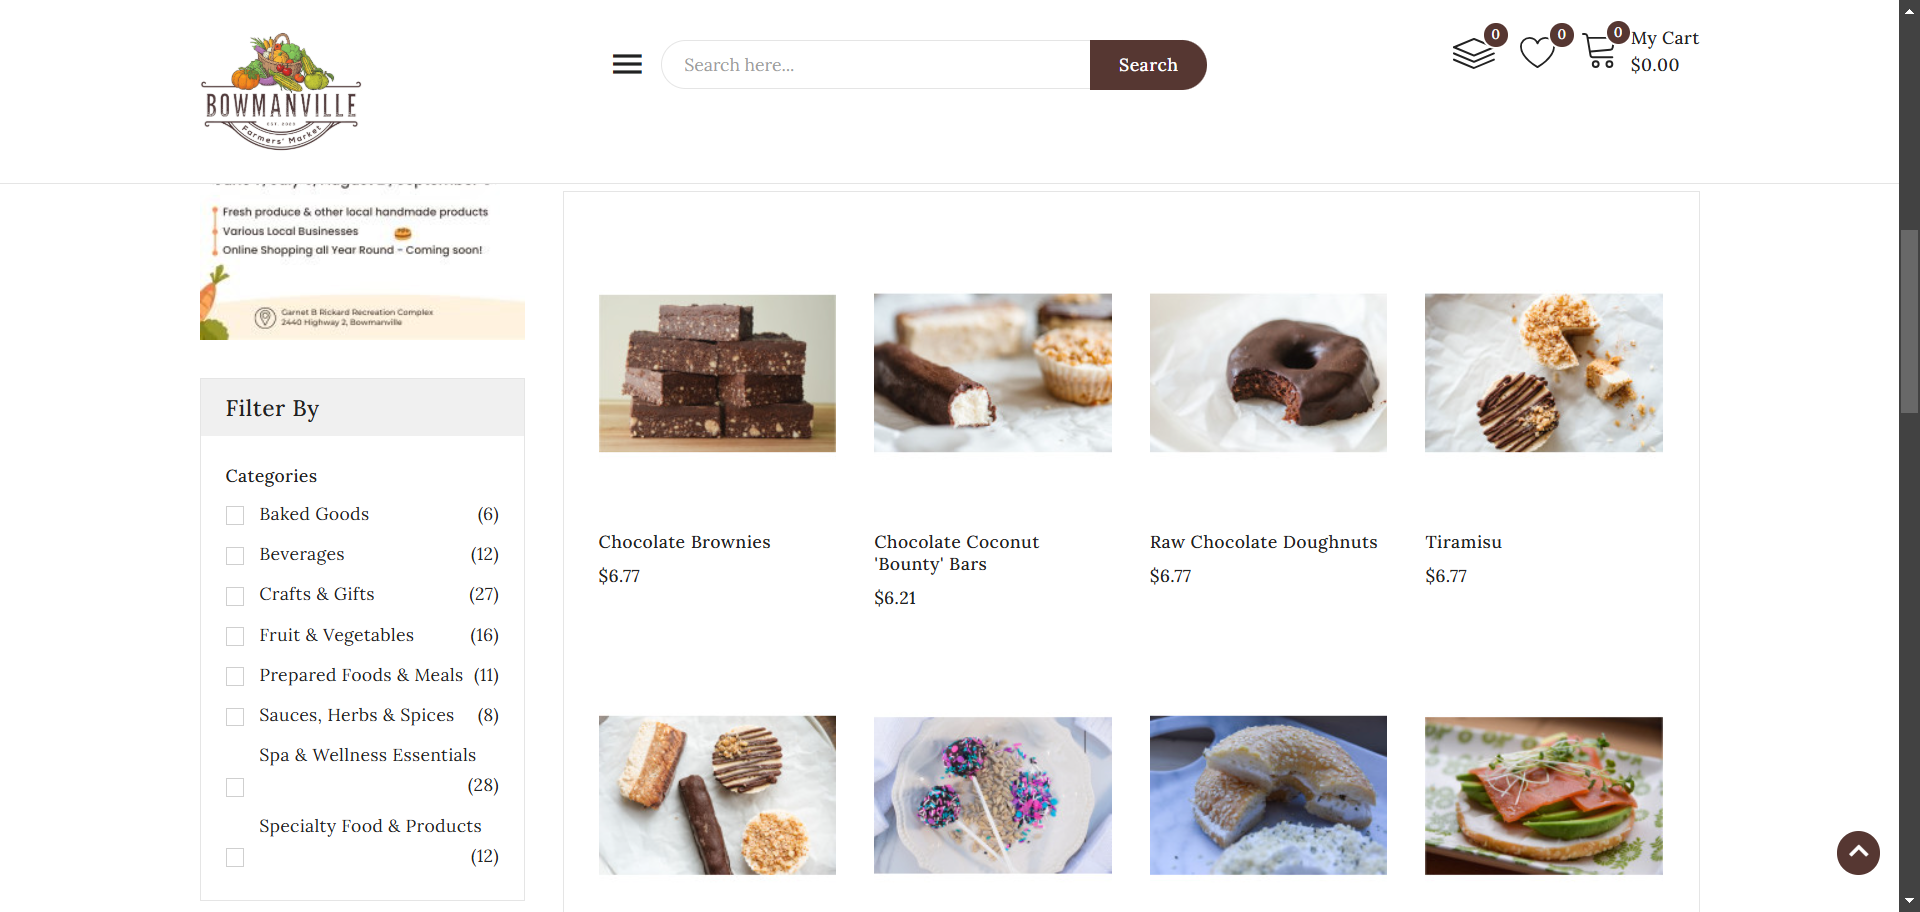 BOWMANVILLE
EST. 2023
Farmers' Market
Search here...
Search
0
0
0
My Cart
$0.00
Fresh produce & other local handmade products
Various Local Businesses
Online Shopping all Year Round - Coming soon!
Garnet B Rickard Recreation Complex
2440 Highway 2, Bowmanville
Filter By
Categories
Baked Goods (6)
Beverages (12)
Crafts & Gifts (27)
Fruit & Vegetables (16)
Prepared Foods & Meals (11)
Sauces, Herbs & Spices (8)
Spa & Wellness Essentials
(28)
Specialty Food & Products
(12)
Chocolate Brownies
$6.77
Chocolate Coconut
'Bounty' Bars
$6.21
Raw Chocolate Doughnuts
$6.77
Tiramisu
$6.77